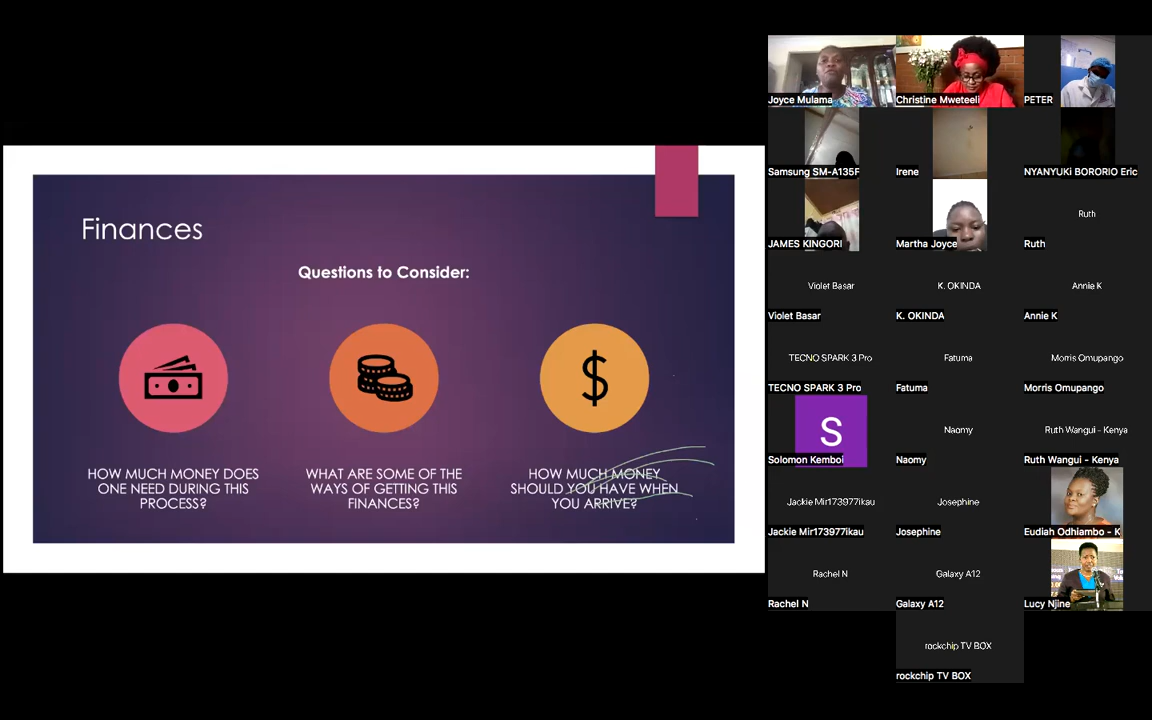 Finances
Questions to Consider:
HOW MUCH MONEY DOES
ONE NEED DURING THIS
PROCESS?
WHAT ARE SOME OF THE
WAYS OF GETTING THIS
FINANCES?
HOW MUCH MONEY
SHOULD YOU HAVE WHEN
YOU ARRIVE?
Joyce Mulama
Christine Mweteeli
PETER
Samsung SM-A135F
Irene
NYANYUKi BORORIO Eric
JAMES KINGORI
Martha Joyce
Ruth
Ruth
Violet Basar
K. OKINDA
Annie K
Violet Basar
K. OKINDA
Annie K
TECNO SPARK 3 Pro
Fatuma
Morris Omupango
TECNO SPARK 3 Pro
Fatuma
Morris Omupango
S
Naomy
Ruth Wangui - Kenya
Solomon Kemboi
Naomy
Ruth Wangui - Kenya
Jackie Mir173977ikau
Josephine
Jackie Mir173977ikau
Josephine
Eudiah Odhiambo - K
Rachel N
Galaxy A12
Rachel N
Galaxy A12
Lucy Njine
rockchip TV BOX
rockchip TV BOX